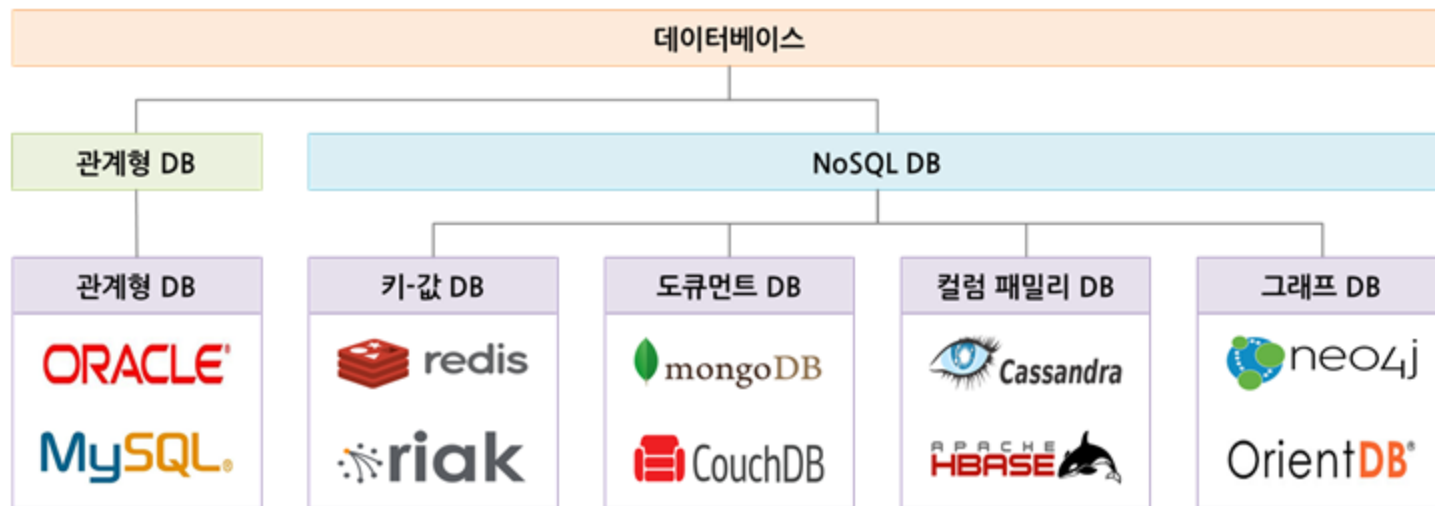 데이터베이스
관계형 DB
NoSQL DB
관계형 DB
키-값 DB
도큐먼트 DB
컬럼 패밀리 DB
그래프 DB
ORACLE®
redis
mongoDB
Cassandra
neo4j
MySQL®
riak
CouchDB
APACHE
HBASE
OrientDB®